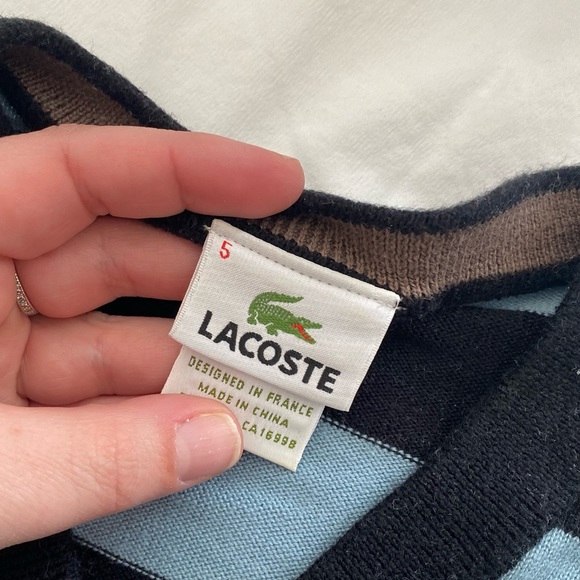 5
LACOSTE
DESIGNED IN FRANCE
MADE IN CHINA
CA16998